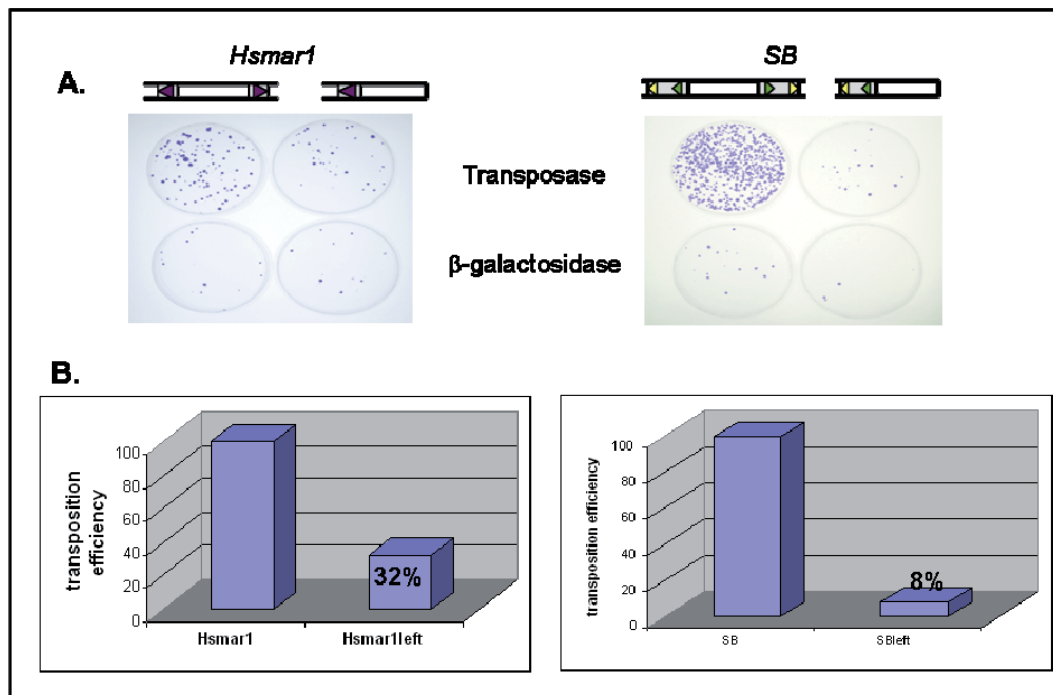 Hsmar1
SB
A.
Transposase
β-galactosidase
B.
transposition
efficiency
100
80
60
40
20
0
32%
Hsmar1
Hsmar1left
transposition efficiency
100
80
60
40
20
0
8%
SB
SBleft